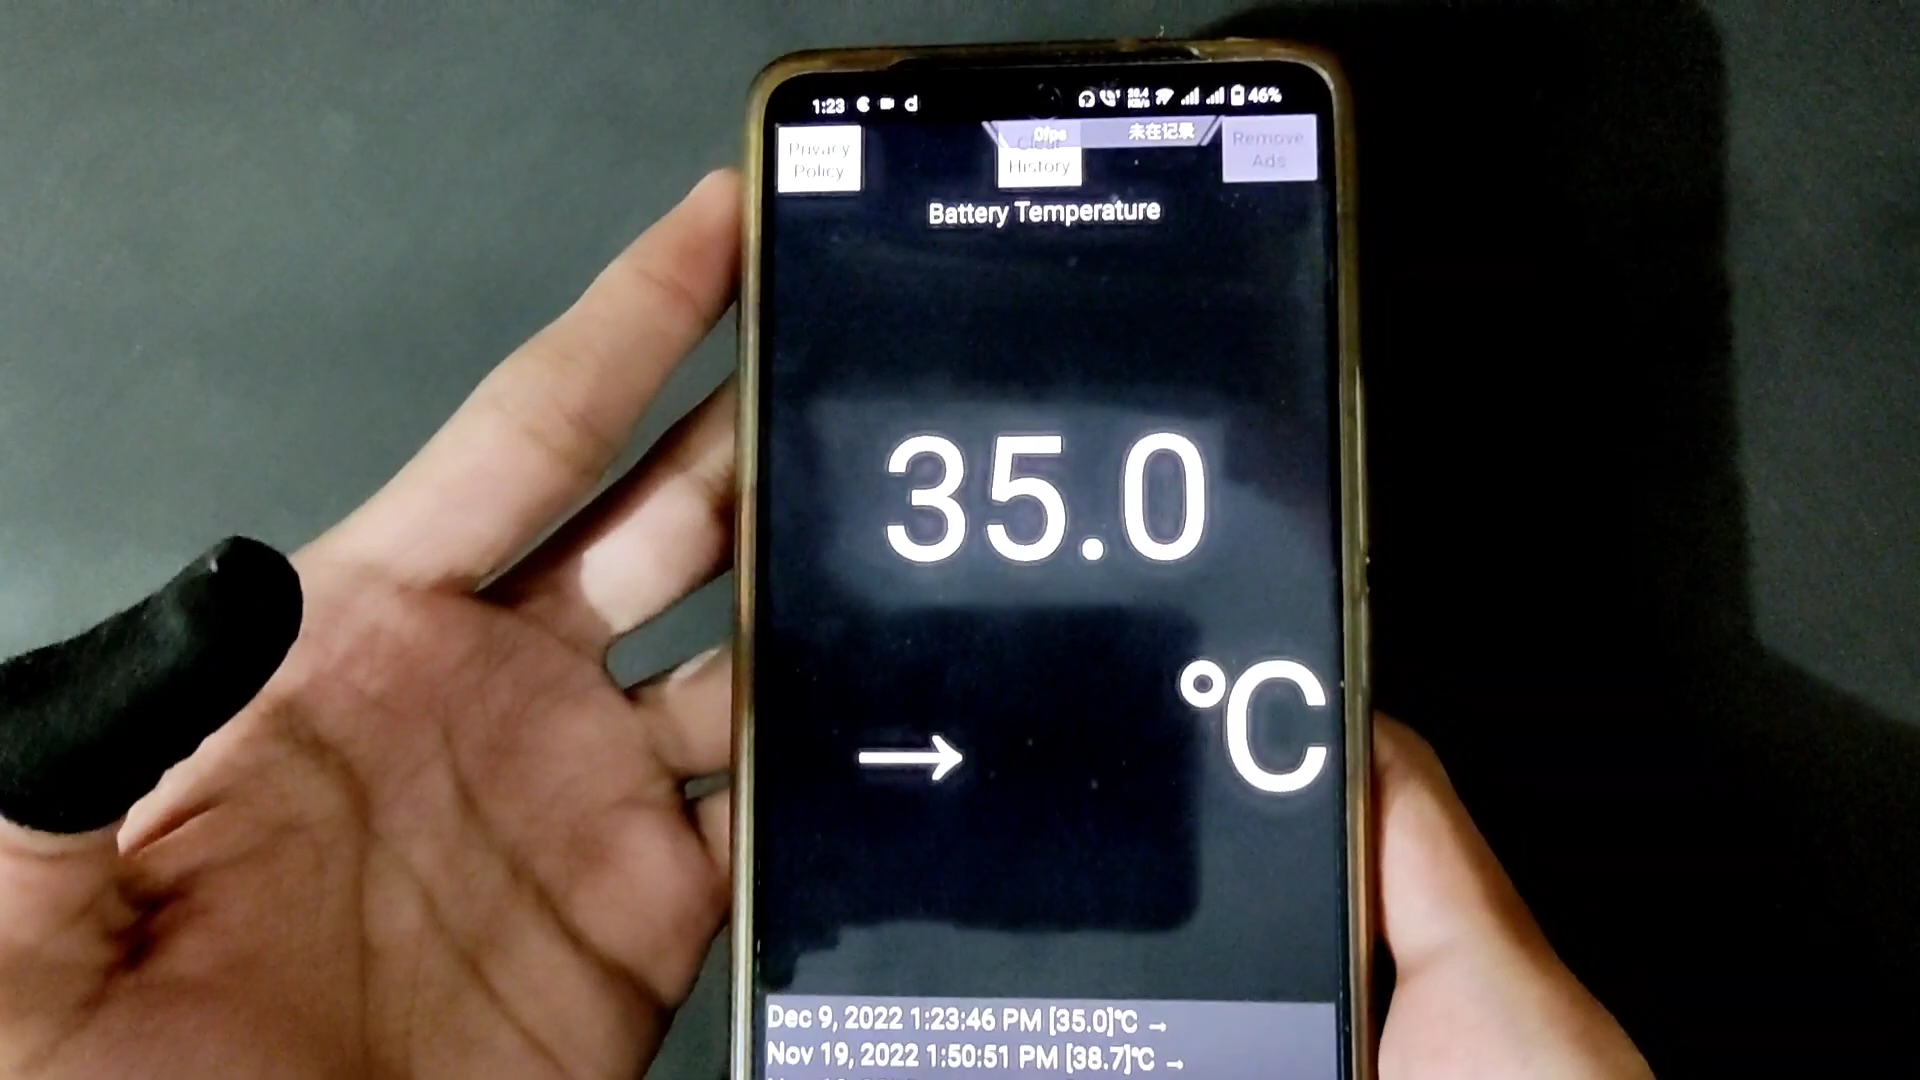 1:23 46%
Privacy
Policy
0fps 未在记录
Clear
History
Remove
Ads
Battery Temperature
35.0
→ °C
Dec 9, 2022 1:23:46 PM [35.0]°C →
Nov 19, 2022 1:50:51 PM [38.7]°C →